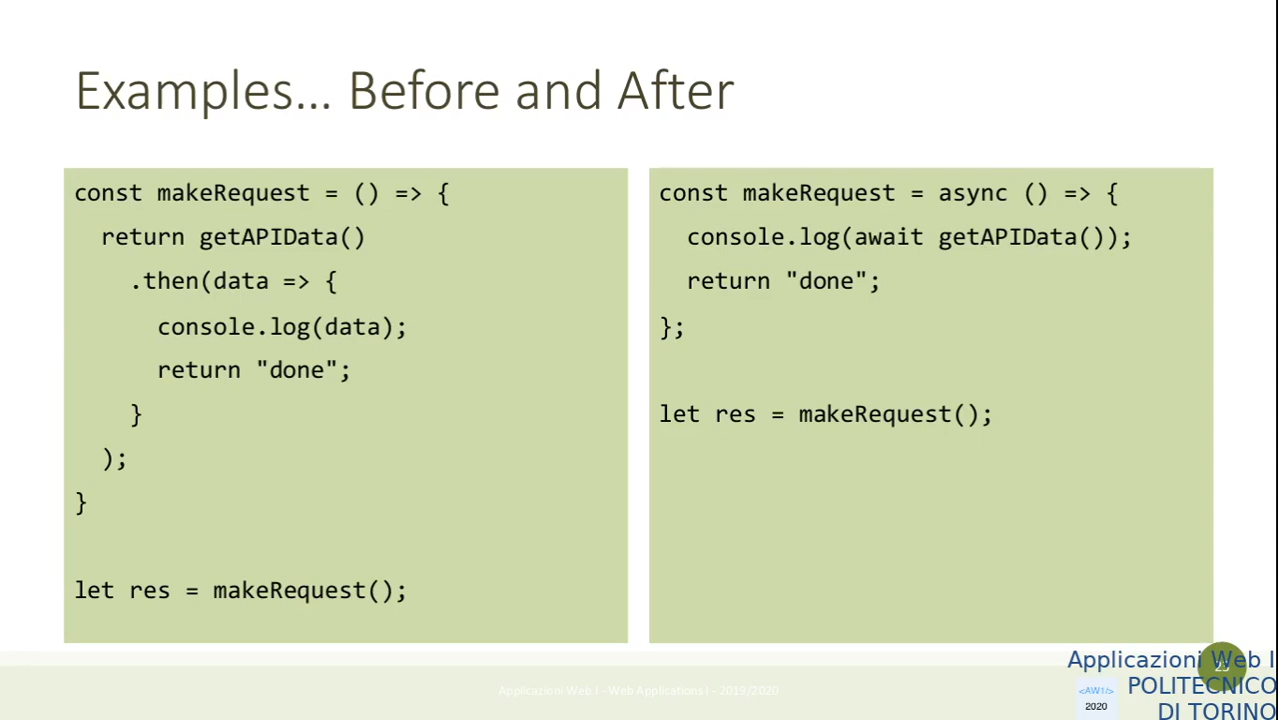 Examples… Before and After
const makeRequest = () => {
  return getAPIData()
    .then(data => {
      console.log(data);
      return "done";
    }
  );
}
let res = makeRequest();
const makeRequest = async () => {
  console.log(await getAPIData());
  return "done";
};
let res = makeRequest();
Applicazioni Web I - Web Applications I - 2019/2020
Applicazioni Web I
POLITECNICO
DI TORINO
<AW1/>
2020